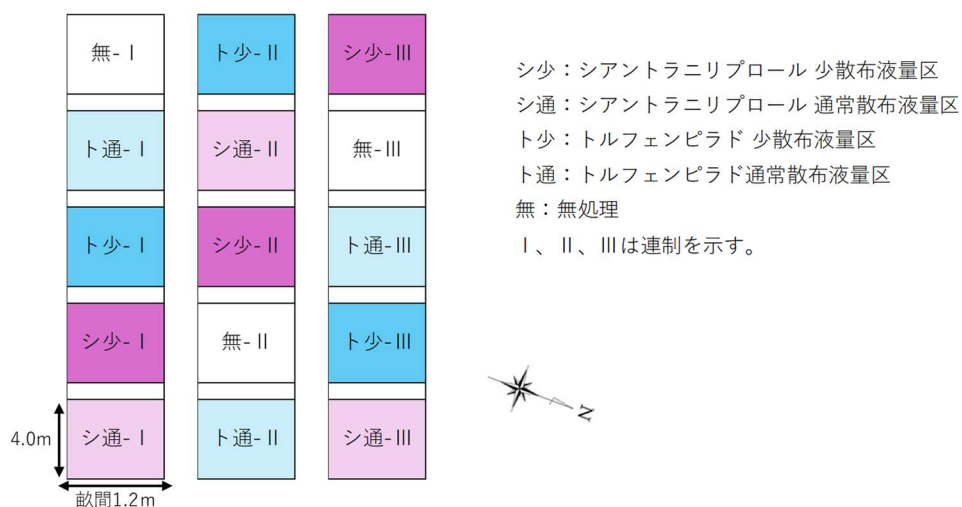 無-Ⅰ
ト少-Ⅱ
シ少-Ⅲ
ト通-Ⅰ
シ通-Ⅱ
無-Ⅲ
ト少-Ⅰ
シ少-Ⅱ
ト通-Ⅲ
シ少-Ⅰ
無-Ⅱ
ト少-Ⅲ
シ通-Ⅰ
ト通-Ⅱ
シ通-Ⅲ
4.0m
畝間1.2m
シ少：シアントラニリプロール 少散布液量区
シ通：シアントラニリプロール 通常散布液量区
ト少：トルフェンピラド 少散布液量区
ト通：トルフェンピラド通常散布液量区
無：無処理
Ⅰ、Ⅱ、Ⅲは連制を示す。
N